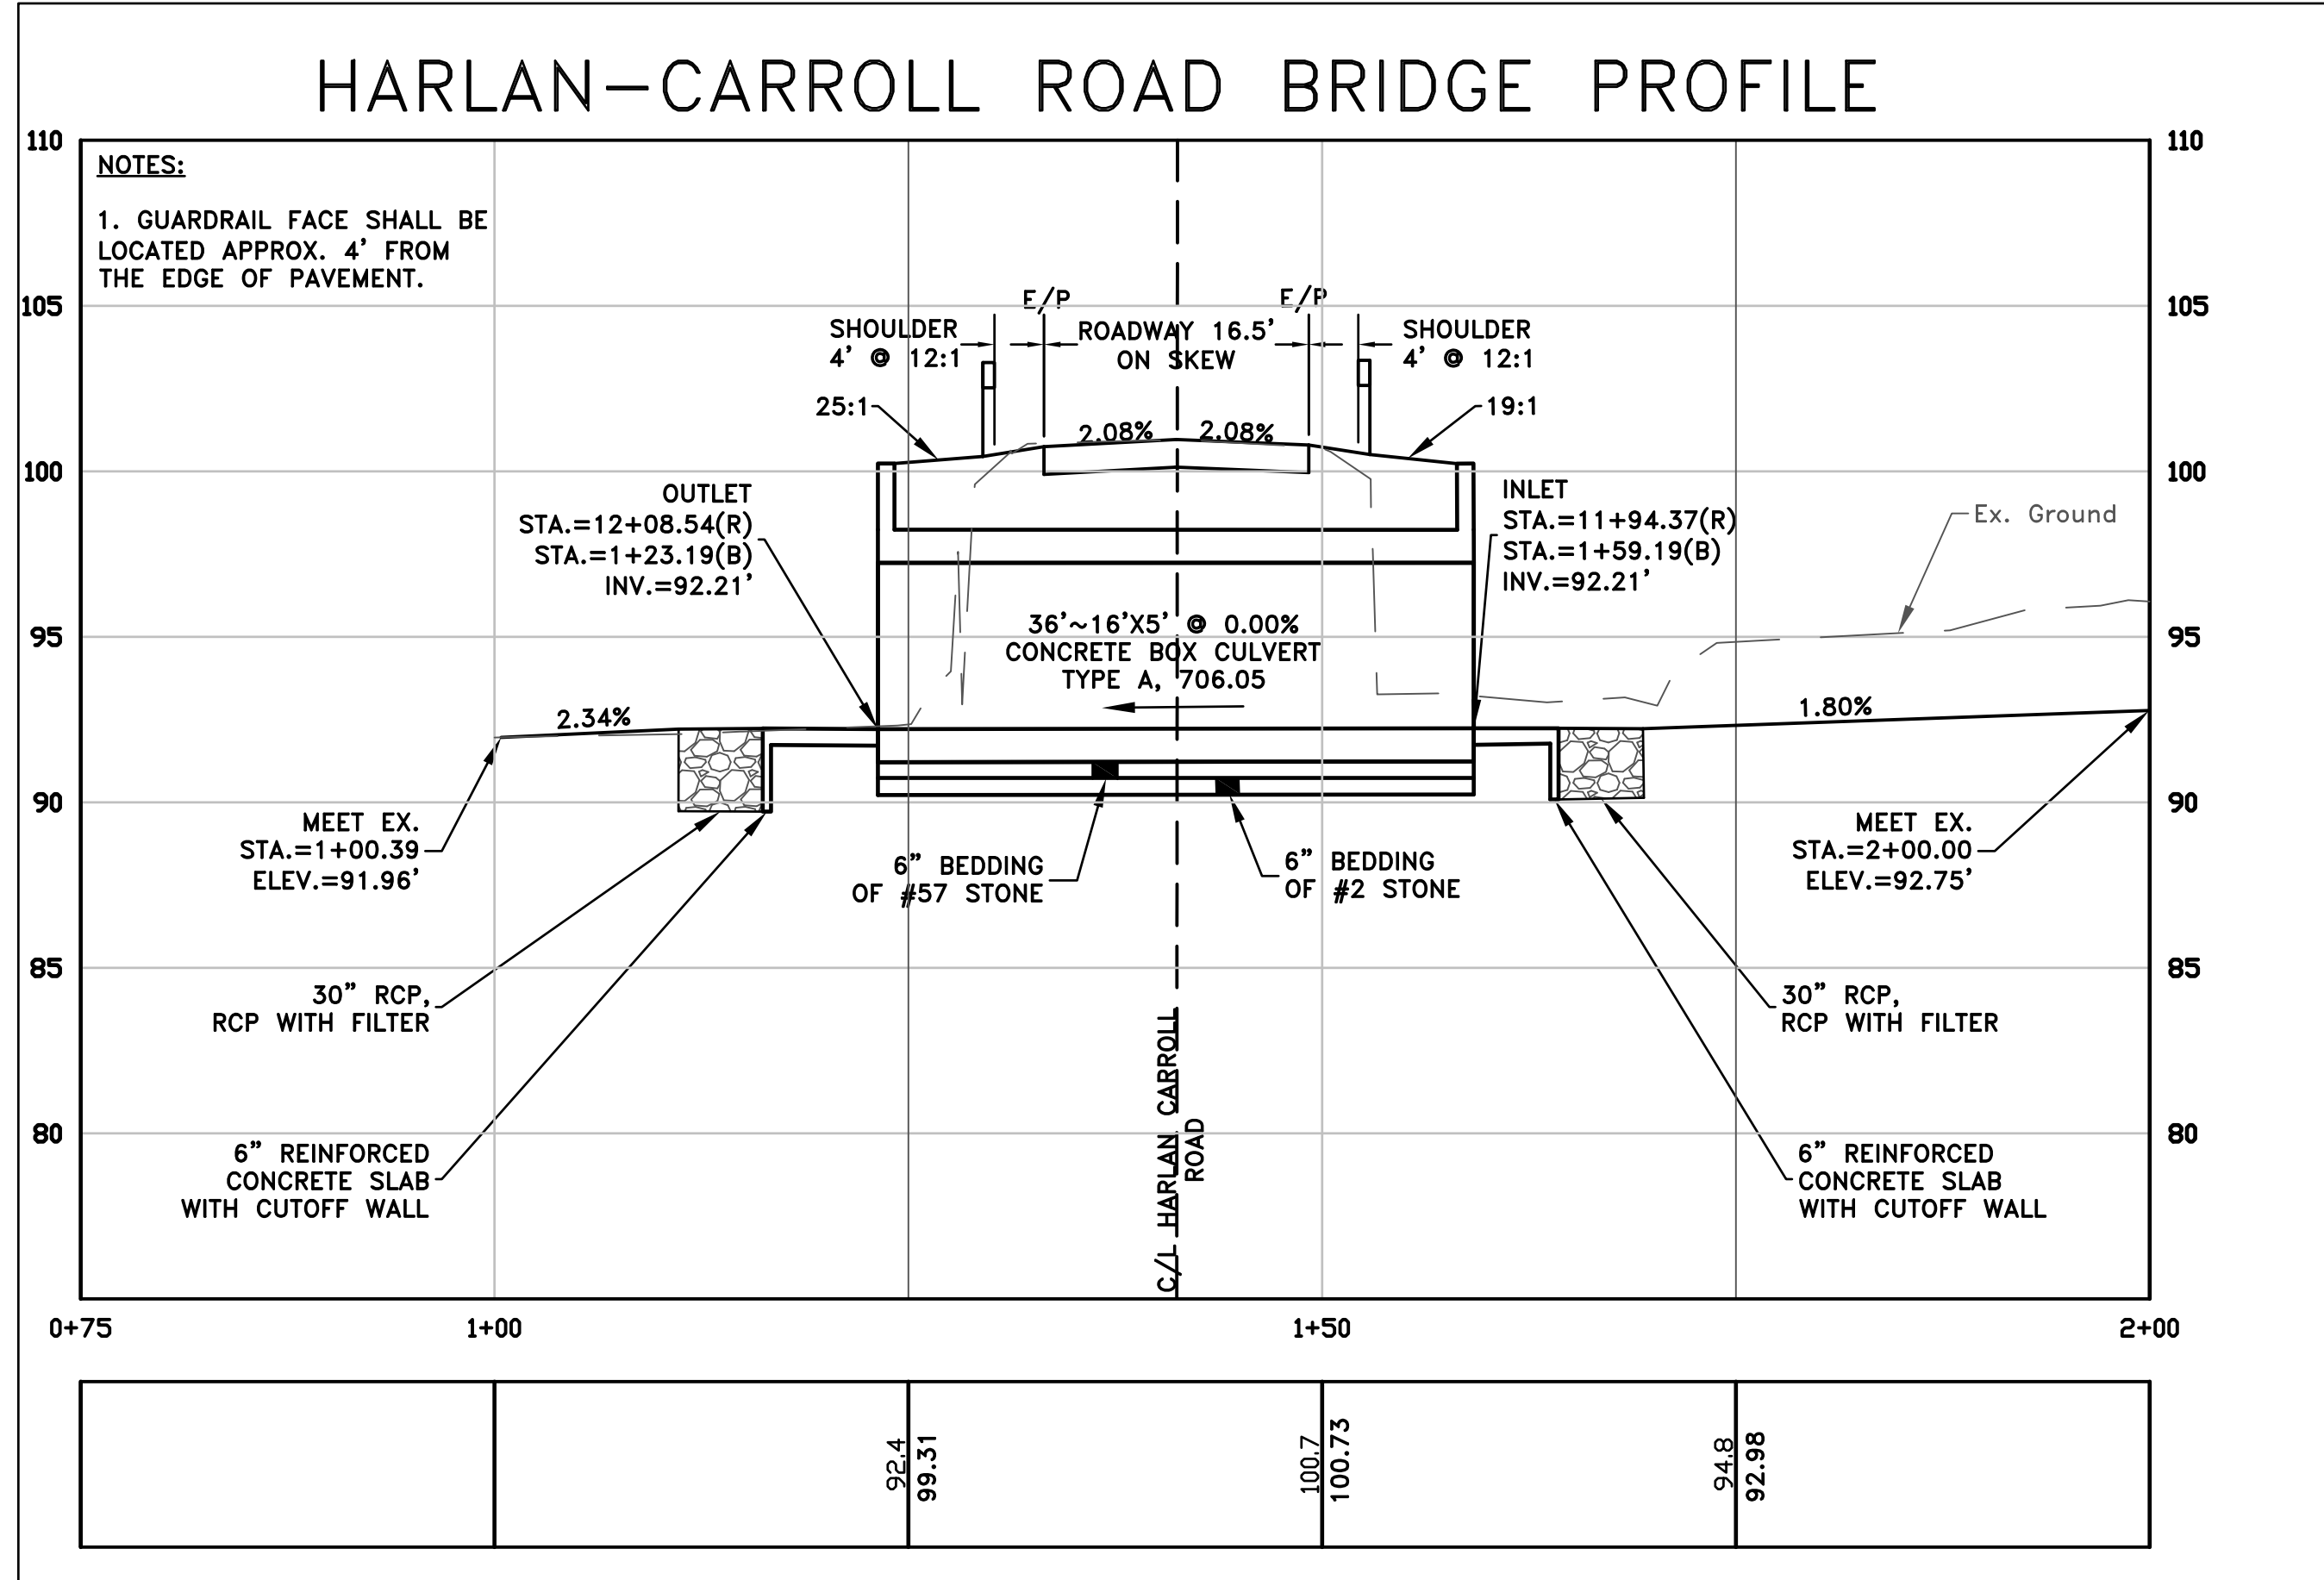 HARLAN-CARROLL ROAD BRIDGE PROFILE
110
110
NOTES:
1. GUARDRAIL FACE SHALL BE
LOCATED APPROX. 4' FROM
THE EDGE OF PAVEMENT.
105
105
E/P
E/P
SHOULDER
4' @ 12:1
ROADWAY 16.5'
ON SKEW
SHOULDER
4' @ 12:1
25:1
19:1
2.08%
2.08%
100
100
OUTLET
STA.=12+08.54(R)
STA.=1+23.19(B)
INV.=92.21'
INLET
STA.=11+94.37(R)
STA.=1+59.19(B)
INV.=92.21'
Ex. Ground
95
95
36'~16'X5' @ 0.00%
CONCRETE BOX CULVERT
TYPE A, 706.05
2.34%
1.80%
90
90
MEET EX.
STA.=1+00.39
ELEV.=91.96'
6" BEDDING
OF #57 STONE
6" BEDDING
OF #2 STONE
MEET EX.
STA.=2+00.00
ELEV.=92.75'
85
85
30" RCP,
RCP WITH FILTER
30" RCP,
RCP WITH FILTER
C/L HARLAN CARROLL
ROAD
80
80
6" REINFORCED
CONCRETE SLAB
WITH CUTOFF WALL
6" REINFORCED
CONCRETE SLAB
WITH CUTOFF WALL
0+75
1+00
1+50
2+00
92.4
99.31
100.7
100.73
94.8
92.98